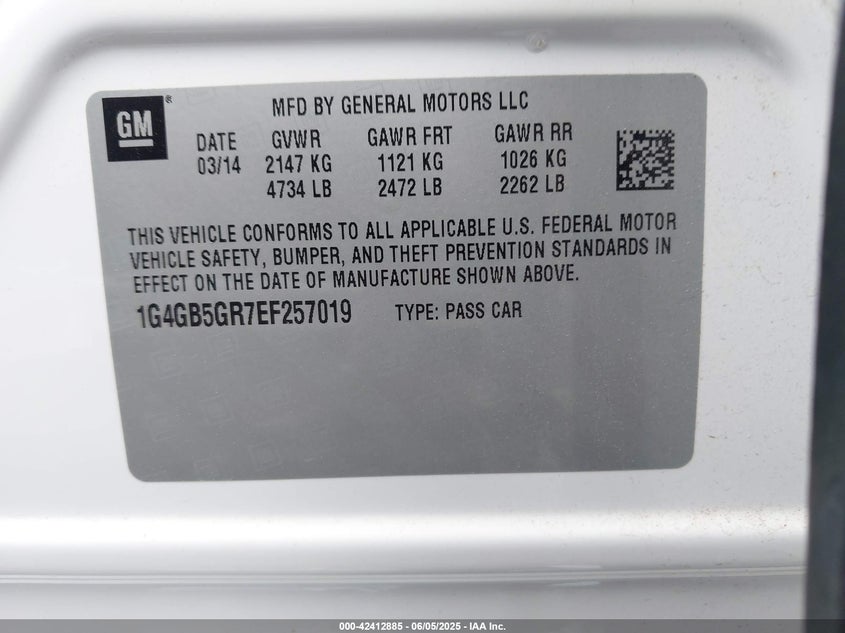 GM®
MFD BY GENERAL MOTORS LLC
DATE GVWR GAWR FRT GAWR RR
03/14 2147 KG 1121 KG 1026 KG
4734 LB 2472 LB 2262 LB
THIS VEHICLE CONFORMS TO ALL APPLICABLE U.S. FEDERAL MOTOR
VEHICLE SAFETY, BUMPER, AND THEFT PREVENTION STANDARDS IN
EFFECT ON THE DATE OF MANUFACTURE SHOWN ABOVE.
1G4GB5GR7EF257019 TYPE: PASS CAR
000-42412885 - 06/05/2025 - IAA Inc.